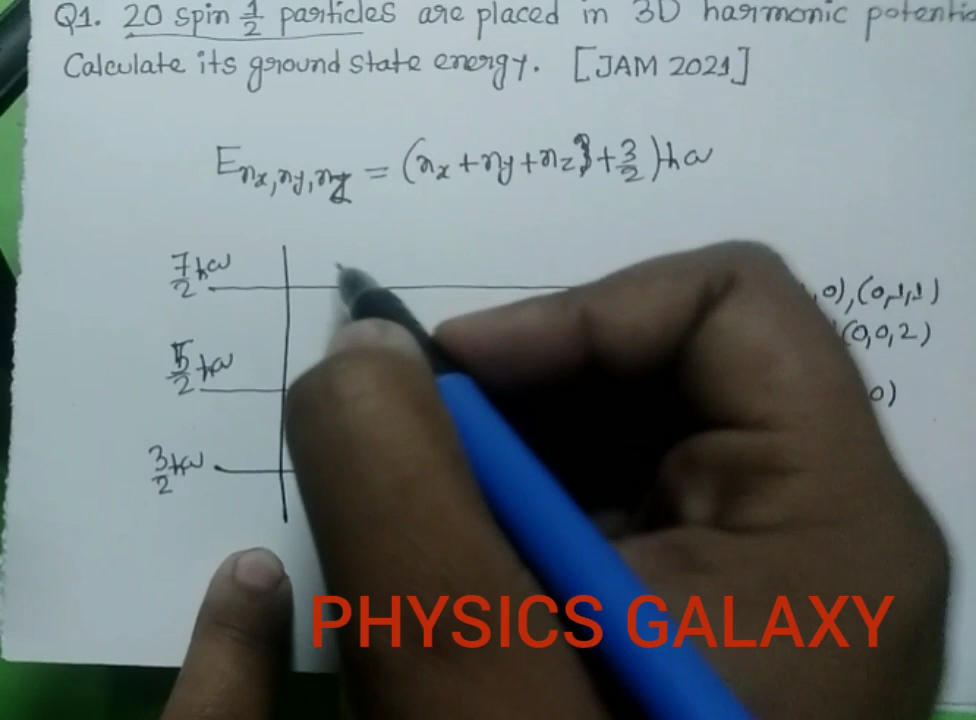 Q1. 20 spin 1/2 particles are placed in 3D harmonic
Calculate its ground state energy. [JAM 2021]
E_{nx,ny,nz} = (nx + ny + nz + 3/2)ħω
7/2 ħω ,0),(0,1,1)
(0,0,2)
5/2 ħω 0)
3/2 ħω
PHYSICS GALAXY